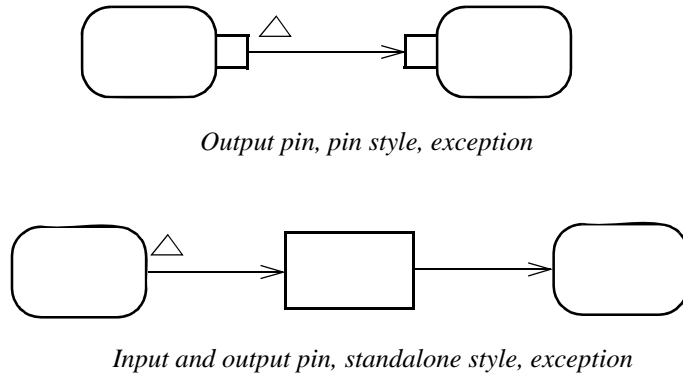 Output pin, pin style, exception
Input and output pin, standalone style, exception